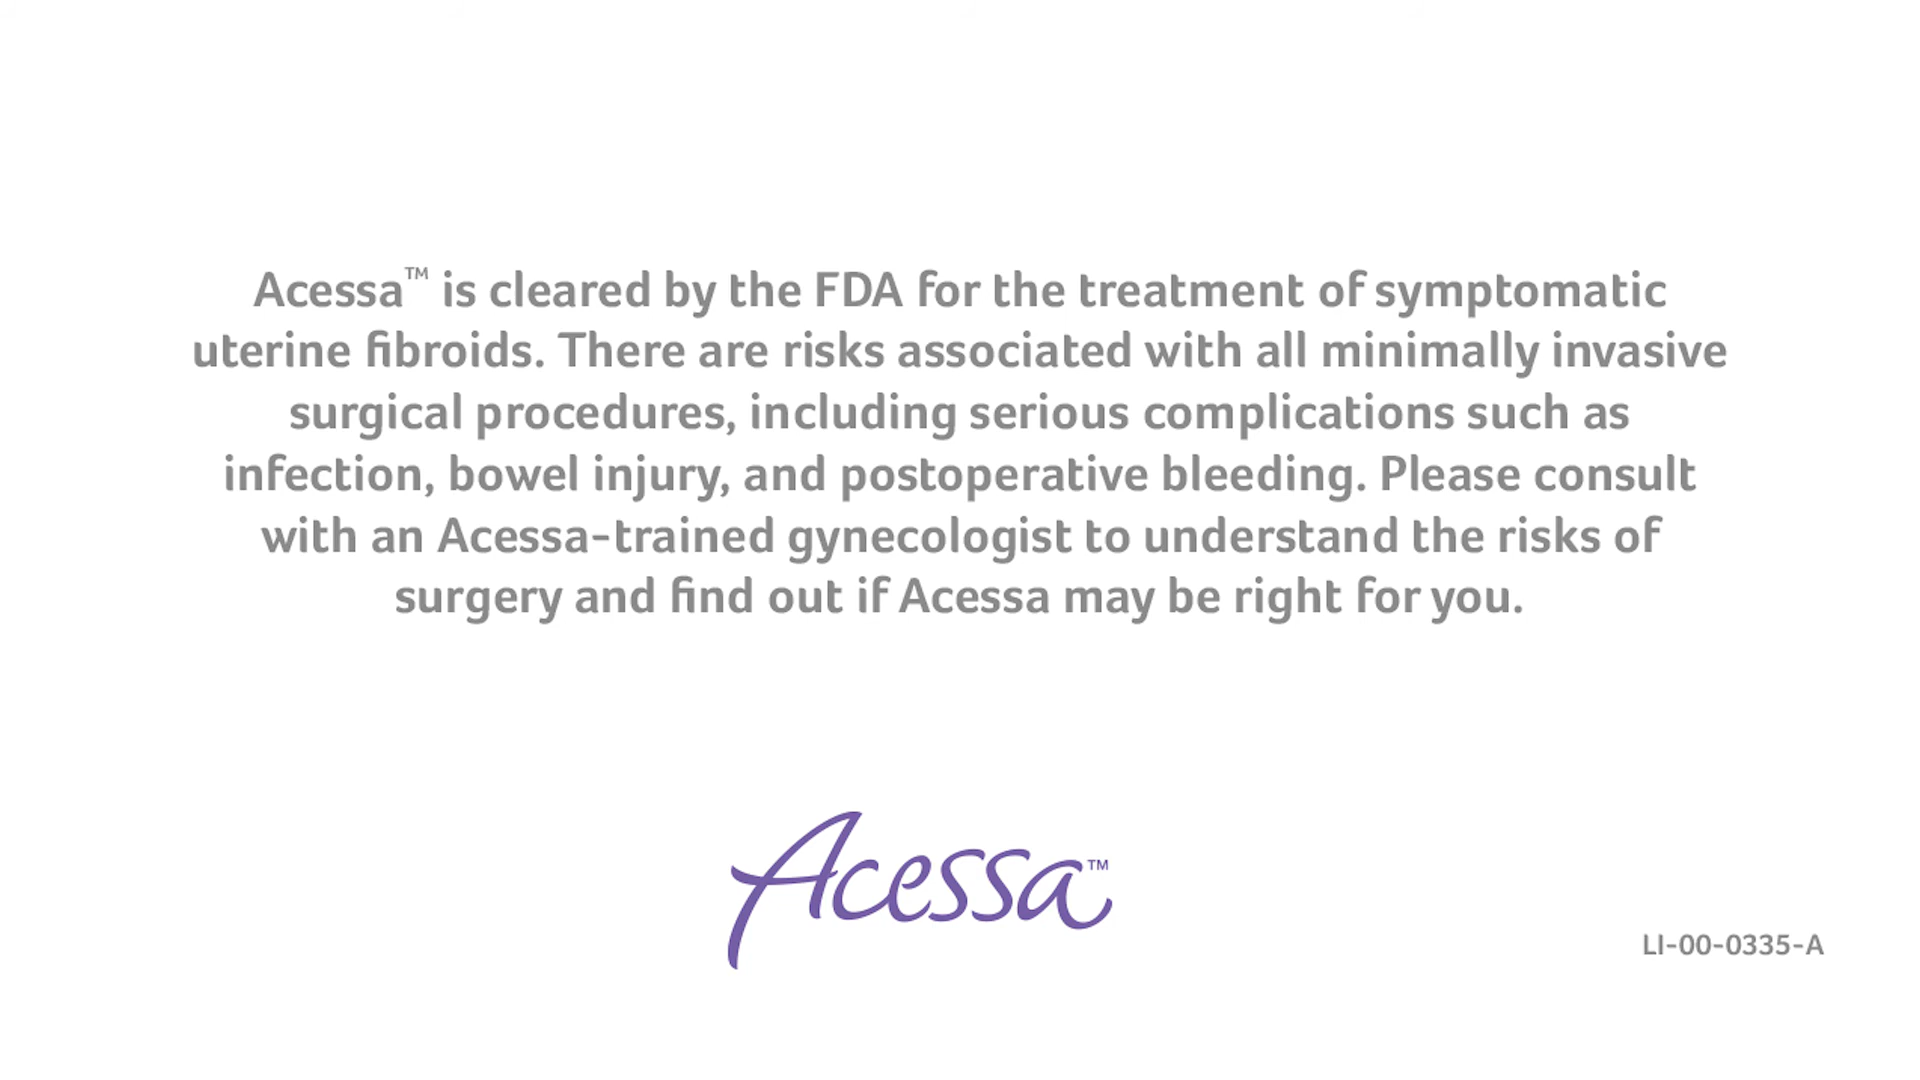 Acessa™ is cleared by the FDA for the treatment of symptomatic
uterine fibroids. There are risks associated with all minimally invasive
surgical procedures, including serious complications such as
infection, bowel injury, and postoperative bleeding. Please consult
with an Acessa-trained gynecologist to understand the risks of
surgery and find out if Acessa may be right for you.
Acessa™
LI-00-0335-A